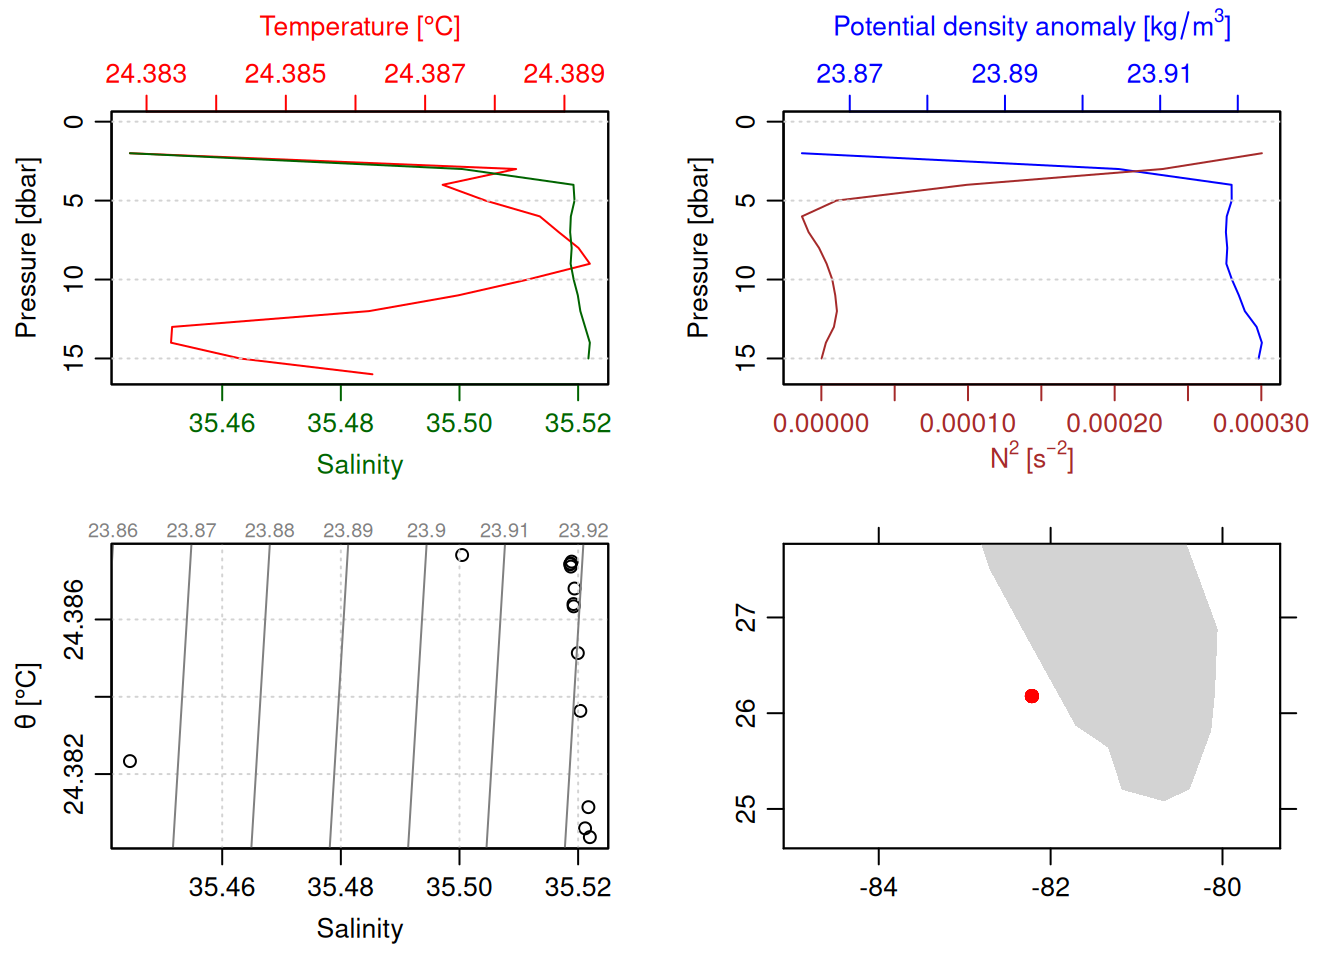 Temperature [°C]
24.383 24.385 24.387 24.389
0
5
10
15
Pressure [dbar]
35.46 35.48 35.50 35.52
Salinity
Potential density anomaly [kg/m³]
23.87 23.89 23.91
0
5
10
15
Pressure [dbar]
0.00000 0.00010 0.00020 0.00030
N² [s⁻²]
23.86 23.87 23.88 23.89 23.9 23.91 23.92
24.386
24.382
θ [°C]
35.46 35.48 35.50 35.52
Salinity
27
26
25
-84 -82 -80